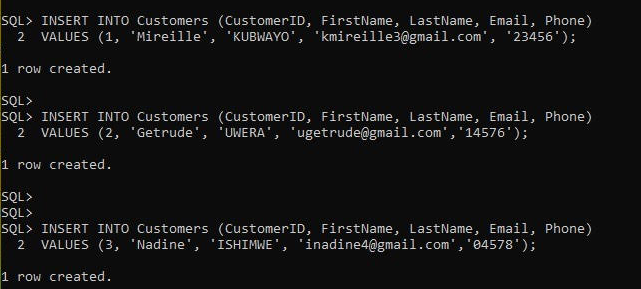 SQL> INSERT INTO Customers (CustomerID, FirstName, LastName, Email, Phone)
  2  VALUES (1, 'Mireille', 'KUBWAYO', 'kmireille3@gmail.com', '23456');
1 row created.
SQL>
SQL> INSERT INTO Customers (CustomerID, FirstName, LastName, Email, Phone)
  2  VALUES (2, 'Getrude', 'UWERA', 'ugetrude@gmail.com','14576');
1 row created.
SQL>
SQL>
SQL> INSERT INTO Customers (CustomerID, FirstName, LastName, Email, Phone)
  2  VALUES (3, 'Nadine', 'ISHIMWE', 'inadine4@gmail.com','04578');
1 row created.